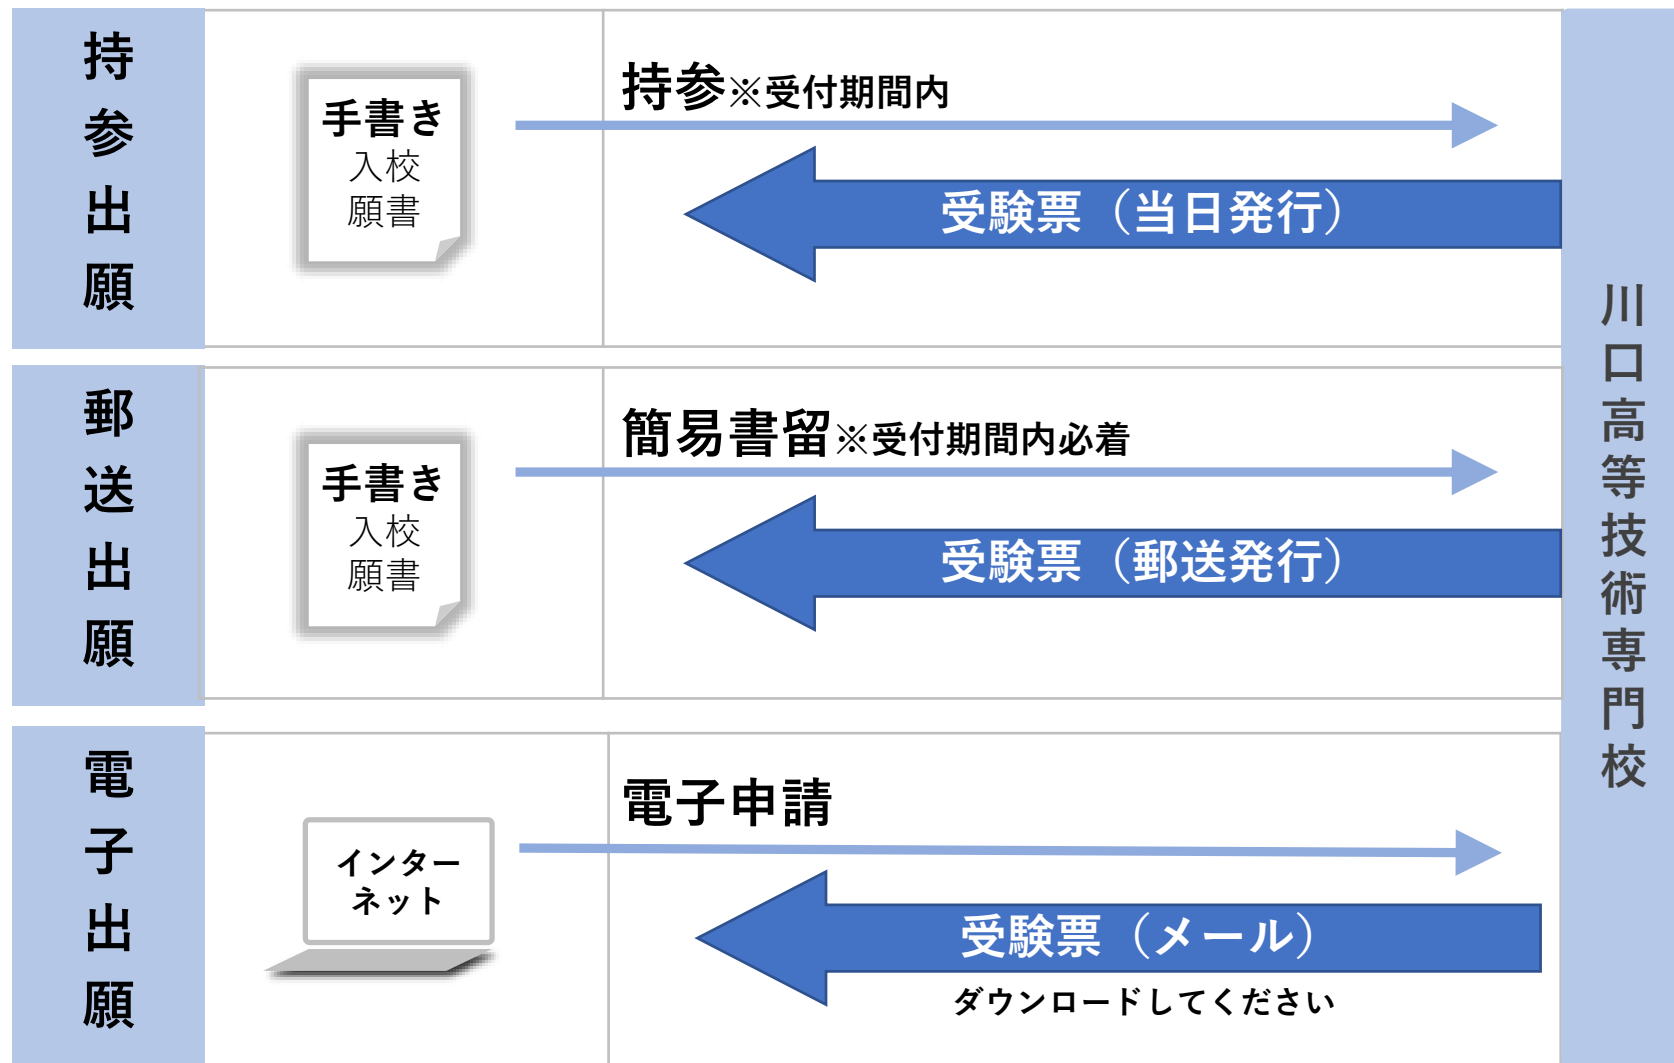 持参出願
手書き
入校
願書
持参※受付期間内
受験票（当日発行）
郵送出願
手書き
入校
願書
簡易書留※受付期間内必着
受験票（郵送発行）
電子出願
インター
ネット
電子申請
受験票（メール）
ダウンロードしてください
川口高等技術専門校